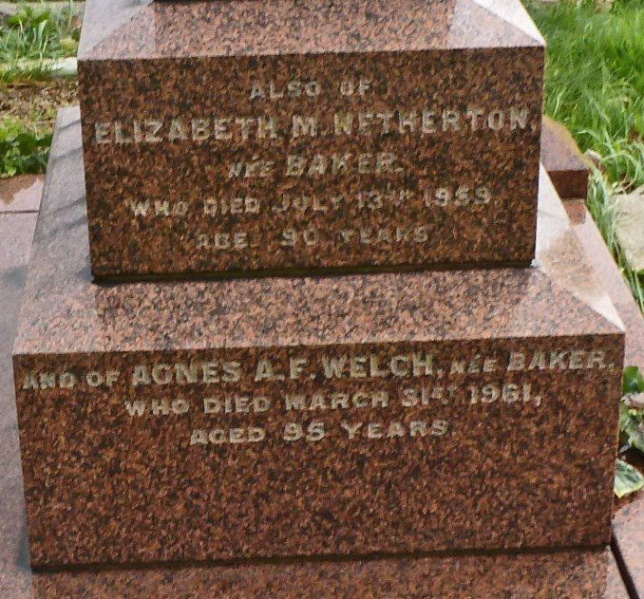 ALSO OF
ELIZABETH M. NETHERTON
NÉE BAKER.
WHO DIED JULY 13TH 1959
AGE 90 YEARS
AND OF AGNES A. F. WELCH, NÉE BAKER.
WHO DIED MARCH 31ST 1961,
AGED 95 YEARS.